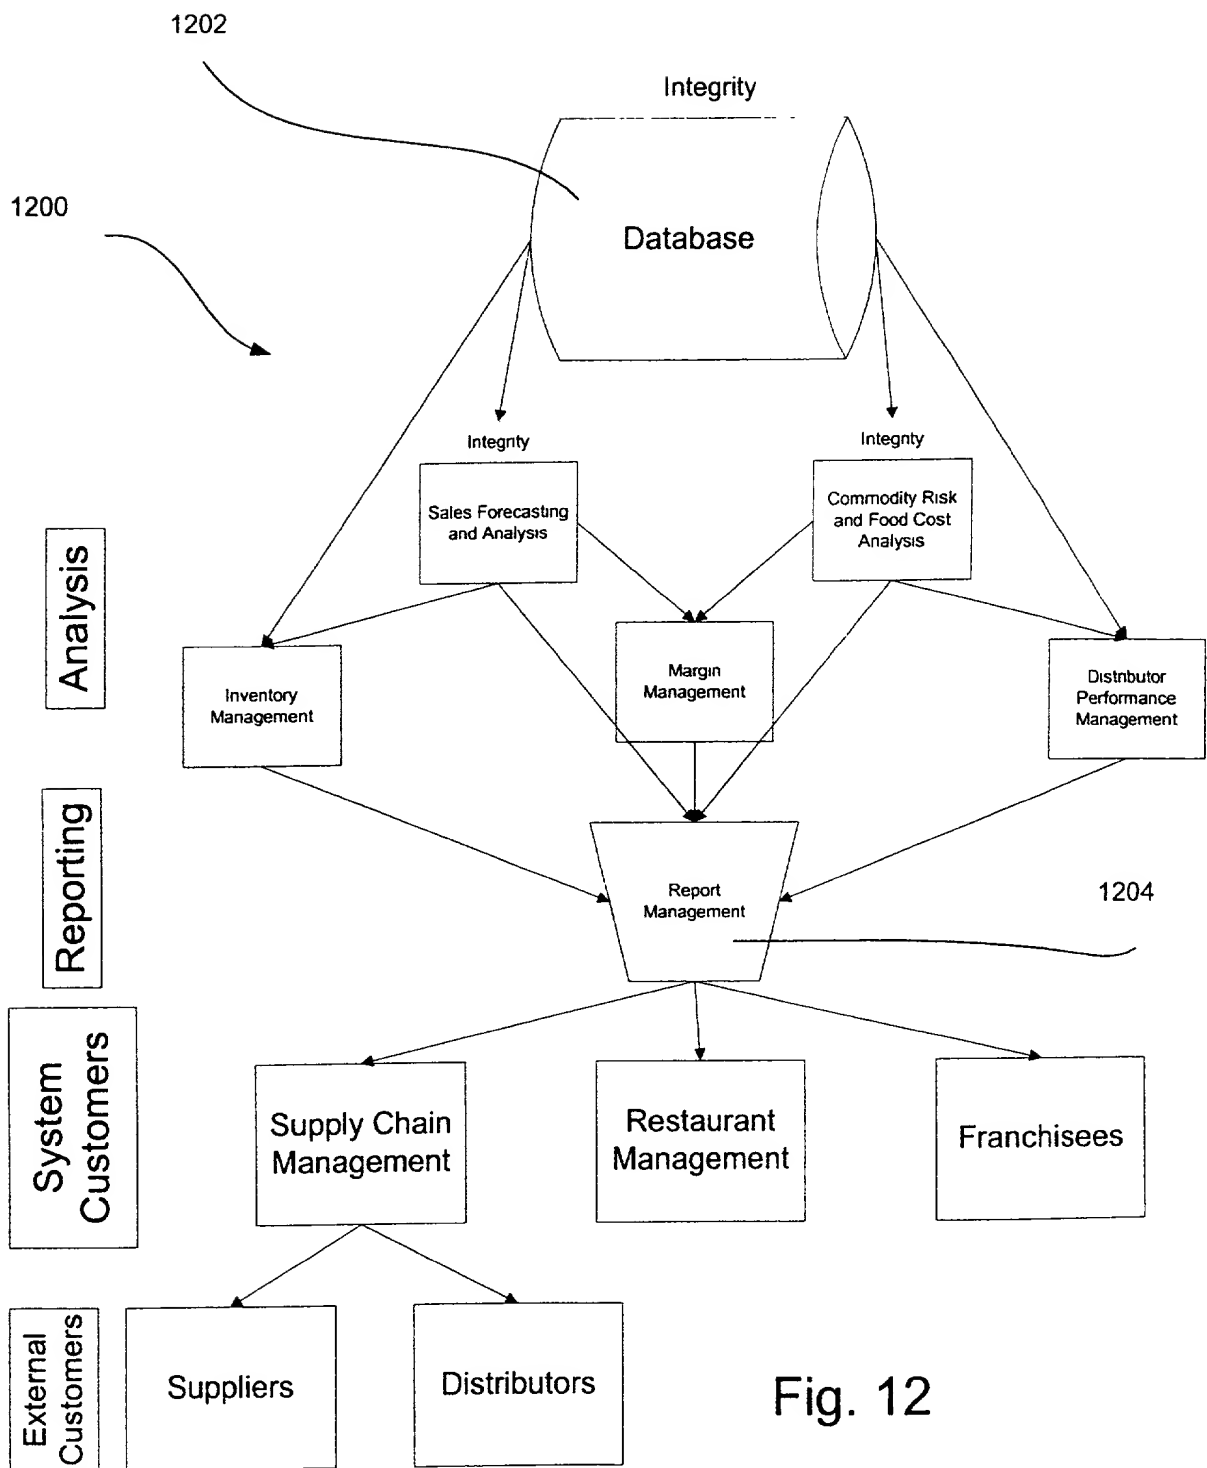 1202
Integrity
1200
Database
Integrity
Integrity
Sales Forecasting
and Analysis
Commodity Risk
and Food Cost
Analysis
Analysis
Inventory
Management
Margin
Management
Distributor
Performance
Management
Reporting
Report
Management
1204
System
Customers
Supply Chain
Management
Restaurant
Management
Franchisees
External
Customers
Suppliers
Distributors
Fig. 12